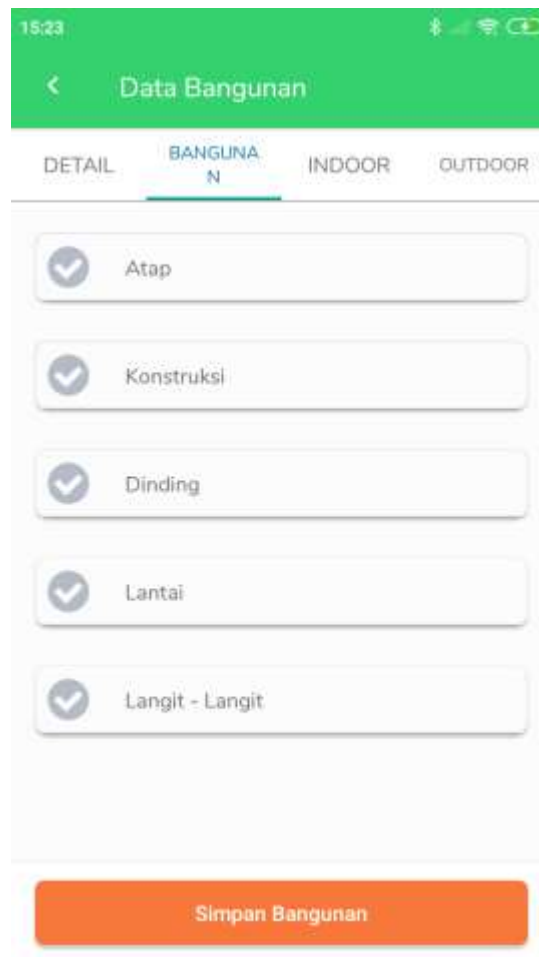 15:23
Data Bangunan
DETAIL
BANGUNA
N
INDOOR
OUTDOOR
Atap
Konstruksi
Dinding
Lantai
Langit - Langit
Simpan Bangunan